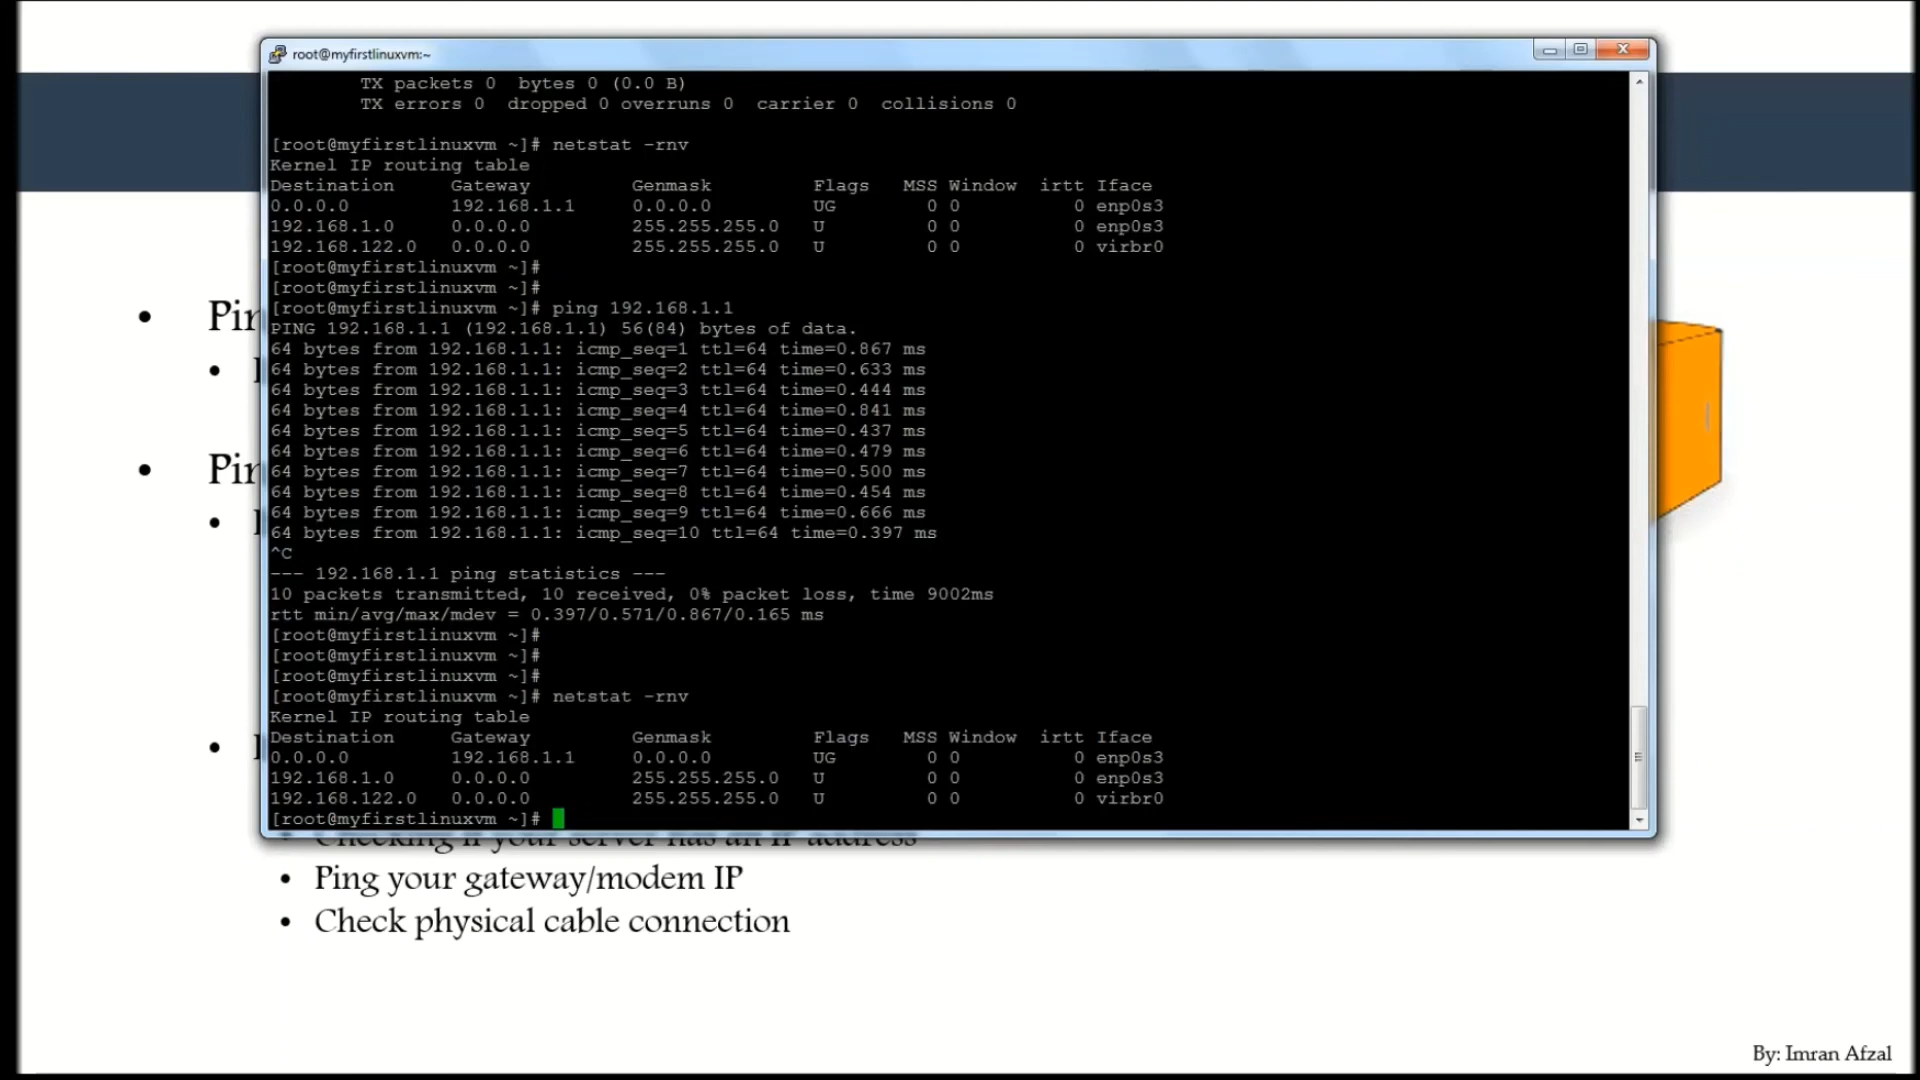 root@myfirstlinuxvm:~
TX packets 0  bytes 0 (0.0 B)
TX errors 0  dropped 0 overruns 0  carrier 0  collisions 0
[root@myfirstlinuxvm ~]# netstat -rnv
Kernel IP routing table
Destination     Gateway         Genmask         Flags   MSS Window  irtt Iface
0.0.0.0         192.168.1.1     0.0.0.0         UG        0 0          0 enp0s3
192.168.1.0     0.0.0.0         255.255.255.0   U         0 0          0 enp0s3
192.168.122.0   0.0.0.0         255.255.255.0   U         0 0          0 virbr0
[root@myfirstlinuxvm ~]#
[root@myfirstlinuxvm ~]#
[root@myfirstlinuxvm ~]# ping 192.168.1.1
PING 192.168.1.1 (192.168.1.1) 56(84) bytes of data.
64 bytes from 192.168.1.1: icmp_seq=1 ttl=64 time=0.867 ms
64 bytes from 192.168.1.1: icmp_seq=2 ttl=64 time=0.633 ms
64 bytes from 192.168.1.1: icmp_seq=3 ttl=64 time=0.444 ms
64 bytes from 192.168.1.1: icmp_seq=4 ttl=64 time=0.841 ms
64 bytes from 192.168.1.1: icmp_seq=5 ttl=64 time=0.437 ms
64 bytes from 192.168.1.1: icmp_seq=6 ttl=64 time=0.479 ms
64 bytes from 192.168.1.1: icmp_seq=7 ttl=64 time=0.500 ms
64 bytes from 192.168.1.1: icmp_seq=8 ttl=64 time=0.454 ms
64 bytes from 192.168.1.1: icmp_seq=9 ttl=64 time=0.666 ms
64 bytes from 192.168.1.1: icmp_seq=10 ttl=64 time=0.397 ms
^C
--- 192.168.1.1 ping statistics ---
10 packets transmitted, 10 received, 0% packet loss, time 9002ms
rtt min/avg/max/mdev = 0.397/0.571/0.867/0.165 ms
[root@myfirstlinuxvm ~]#
[root@myfirstlinuxvm ~]#
[root@myfirstlinuxvm ~]#
[root@myfirstlinuxvm ~]# netstat -rnv
Kernel IP routing table
Destination     Gateway         Genmask         Flags   MSS Window  irtt Iface
0.0.0.0         192.168.1.1     0.0.0.0         UG        0 0          0 enp0s3
192.168.1.0     0.0.0.0         255.255.255.0   U         0 0          0 enp0s3
192.168.122.0   0.0.0.0         255.255.255.0   U         0 0          0 virbr0
[root@myfirstlinuxvm ~]#
• Checking if your server has an IP address
• Ping your gateway/modem IP
• Check physical cable connection
By: Imran Afzal